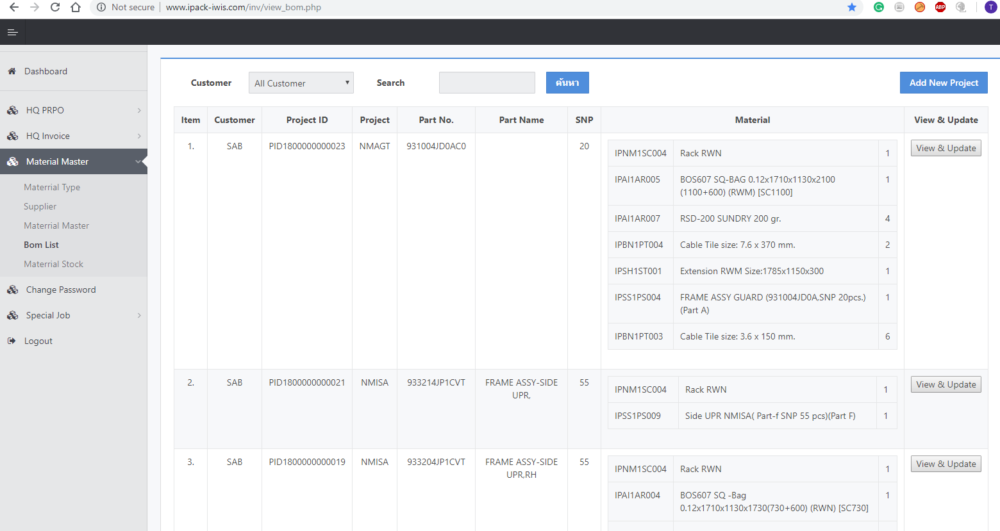 Not secure | www.ipack-iwis.com/inv/view_bom.php
ABP
T
Dashboard
HQ PRPO
HQ Invoice
Material Master
Materrial Type
Supplier
Materrial Master
Bom List
Materrial Stock
Change Password
Special Job
Logout
Customer All Customer Search ค้นหา Add New Project
Item Customer Project ID Project Part No. Part Name SNP Material View & Update
1. SAB PID1800000000023 NMAGT 931004JD0AC0 20 View & Update
IPNM1SC004 Rack RWN 1
IPAI1AR005 BOS607 SQ-BAG 0.12x1710x1130x2100 1
(1100+600) (RWM) [SC1100]
IPAI1AR007 RSD-200 SUNDRY 200 gr. 4
IPBN1PT004 Cable Tile size: 7.6 x 370 mm. 2
IPSH1ST001 Extension RWM Size:1785x1150x300 1
IPSS1PS004 FRAME ASSY GUARD (931004JD0A,SNP 20pcs.) 1
(Part A)
IPBN1PT003 Cable Tile size: 3.6 x 150 mm. 6
2. SAB PID1800000000021 NMISA 933214JP1CVT FRAME ASSY-SIDE 55 View & Update
UPR,
IPNM1SC004 Rack RWN 1
IPSS1PS009 Side UPR NMISA( Part-f SNP 55 pcs)(Part F) 1
3. SAB PID1800000000019 NMISA 933204JP1CVT FRAME ASSY-SIDE 55 View & Update
UPR,RH
IPNM1SC004 Rack RWN 1
IPAI1AR004 BOS607 SQ -Bag 1
0.12x1710x1130x1730(730+600) (RWN) [SC730]